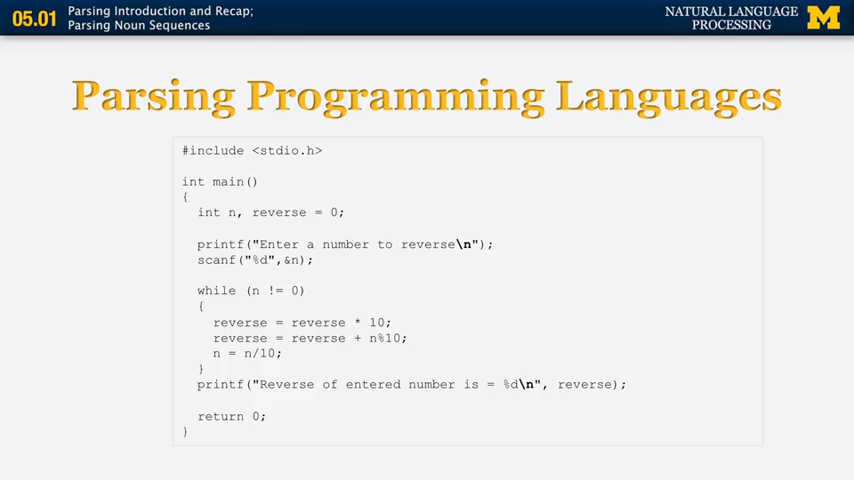 05.01
Parsing Introduction and Recap;
Parsing Noun Sequences
NATURAL LANGUAGE
PROCESSING
M
Parsing Programming Languages
#include <stdio.h>
int main()
{
  int n, reverse = 0;
  printf("Enter a number to reverse\n");
  scanf("%d",&n);
  while (n != 0)
  {
    reverse = reverse * 10;
    reverse = reverse + n%10;
    n = n/10;
  }
  printf("Reverse of entered number is = %d\n", reverse);
  return 0;
}